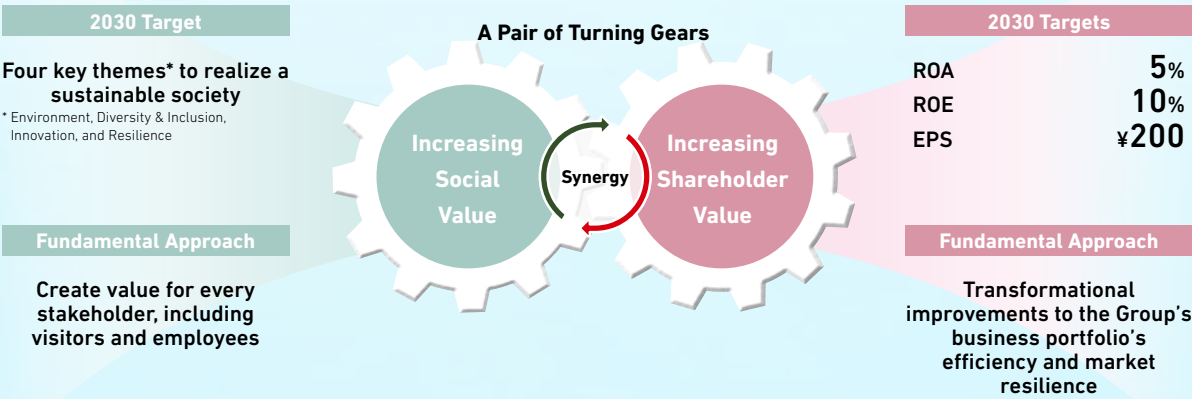 2030 Target
Four key themes* to realize a
sustainable society
* Environment, Diversity & Inclusion,
Innovation, and Resilience
Fundamental Approach
Create value for every
stakeholder, including
visitors and employees
A Pair of Turning Gears
Increasing
Social
Value
Synergy
Increasing
Shareholder
Value
2030 Targets
ROA 5%
ROE 10%
EPS ¥200
Fundamental Approach
Transformational
improvements to the Group's
business portfolio's
efficiency and market
resilience